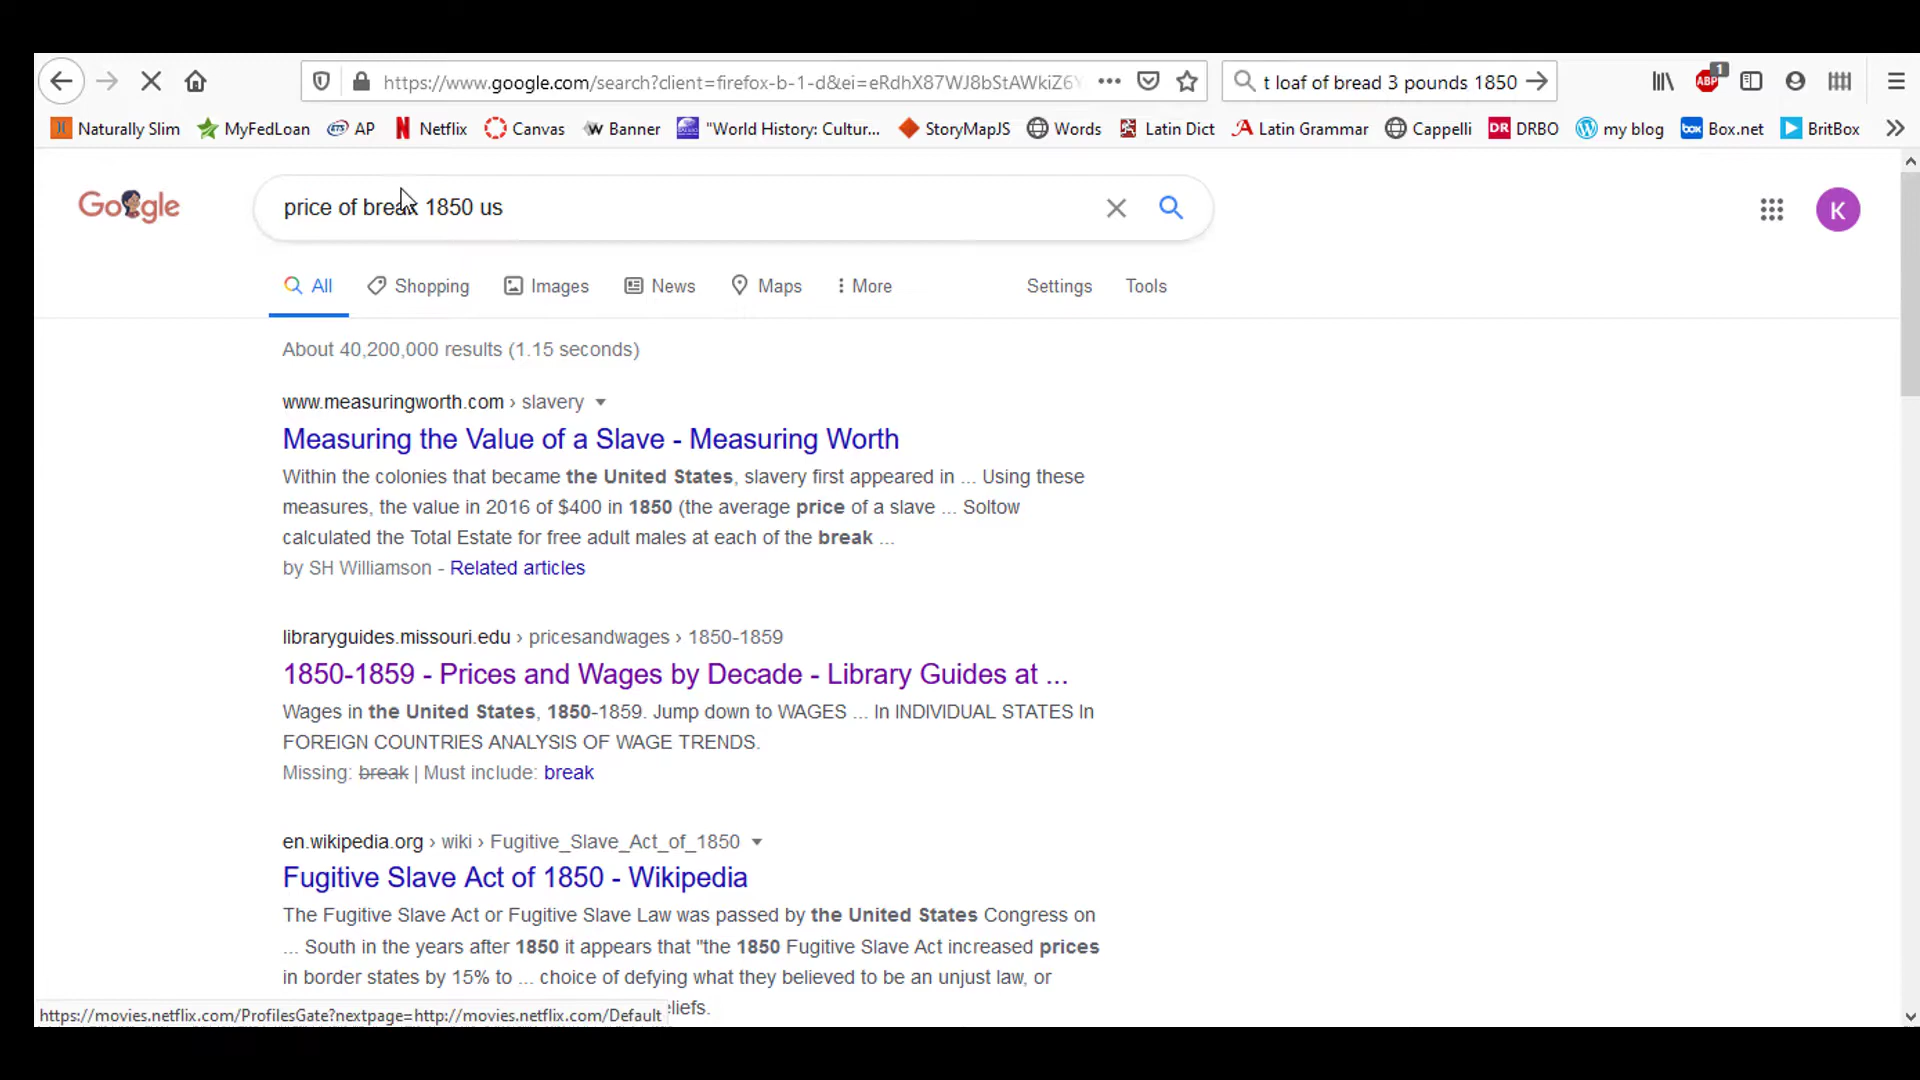 https://www.google.com/search?client=firefox-b-1-d&ei=eRdhX87WJ8bStAWkiZ6Y
t loaf of bread 3 pounds 1850
ABP 1
Naturally Slim MyFedLoan ETS AP Netflix Canvas Banner "World History: Cultur... StoryMapJS Words Latin Dict Latin Grammar Cappelli DR DRBO my blog box Box.net BritBox
Google
price of break 1850 us
K
All Shopping Images News Maps More Settings Tools
About 40,200,000 results (1.15 seconds)
www.measuringworth.com › slavery
Measuring the Value of a Slave - Measuring Worth
Within the colonies that became the United States, slavery first appeared in ... Using these
measures, the value in 2016 of $400 in 1850 (the average price of a slave ... Soltow
calculated the Total Estate for free adult males at each of the break ...
by SH Williamson - Related articles
libraryguides.missouri.edu › pricesandwages › 1850-1859
1850-1859 - Prices and Wages by Decade - Library Guides at ...
Wages in the United States, 1850-1859. Jump down to WAGES ... In INDIVIDUAL STATES In
FOREIGN COUNTRIES ANALYSIS OF WAGE TRENDS.
Missing: break | Must include: break
en.wikipedia.org › wiki › Fugitive_Slave_Act_of_1850
Fugitive Slave Act of 1850 - Wikipedia
The Fugitive Slave Act or Fugitive Slave Law was passed by the United States Congress on
... South in the years after 1850 it appears that "the 1850 Fugitive Slave Act increased prices
in border states by 15% to ... choice of defying what they believed to be an unjust law, or
liefs.
https://movies.netflix.com/ProfilesGate?nextpage=http://movies.netflix.com/Default